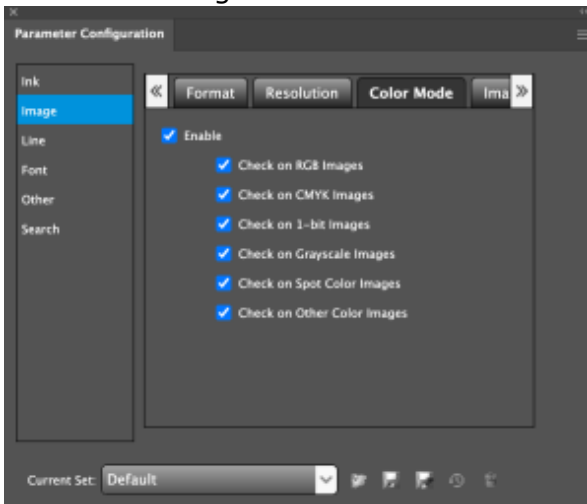 Parameter Configuration
Ink
Image
Line
Font
Other
Search
Format
Resolution
Color Mode
Ima
Enable
Check on RGB Images
Check on CMYK Images
Check on 1-bit Images
Check on Grayscale Images
Check on Spot Color Images
Check on Other Color Images
Current Set: Default